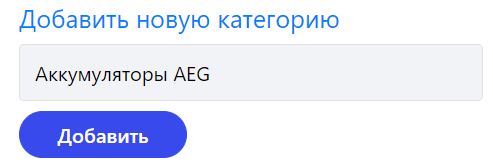 Добавить новую категорию
Аккумуляторы AEG
Добавить